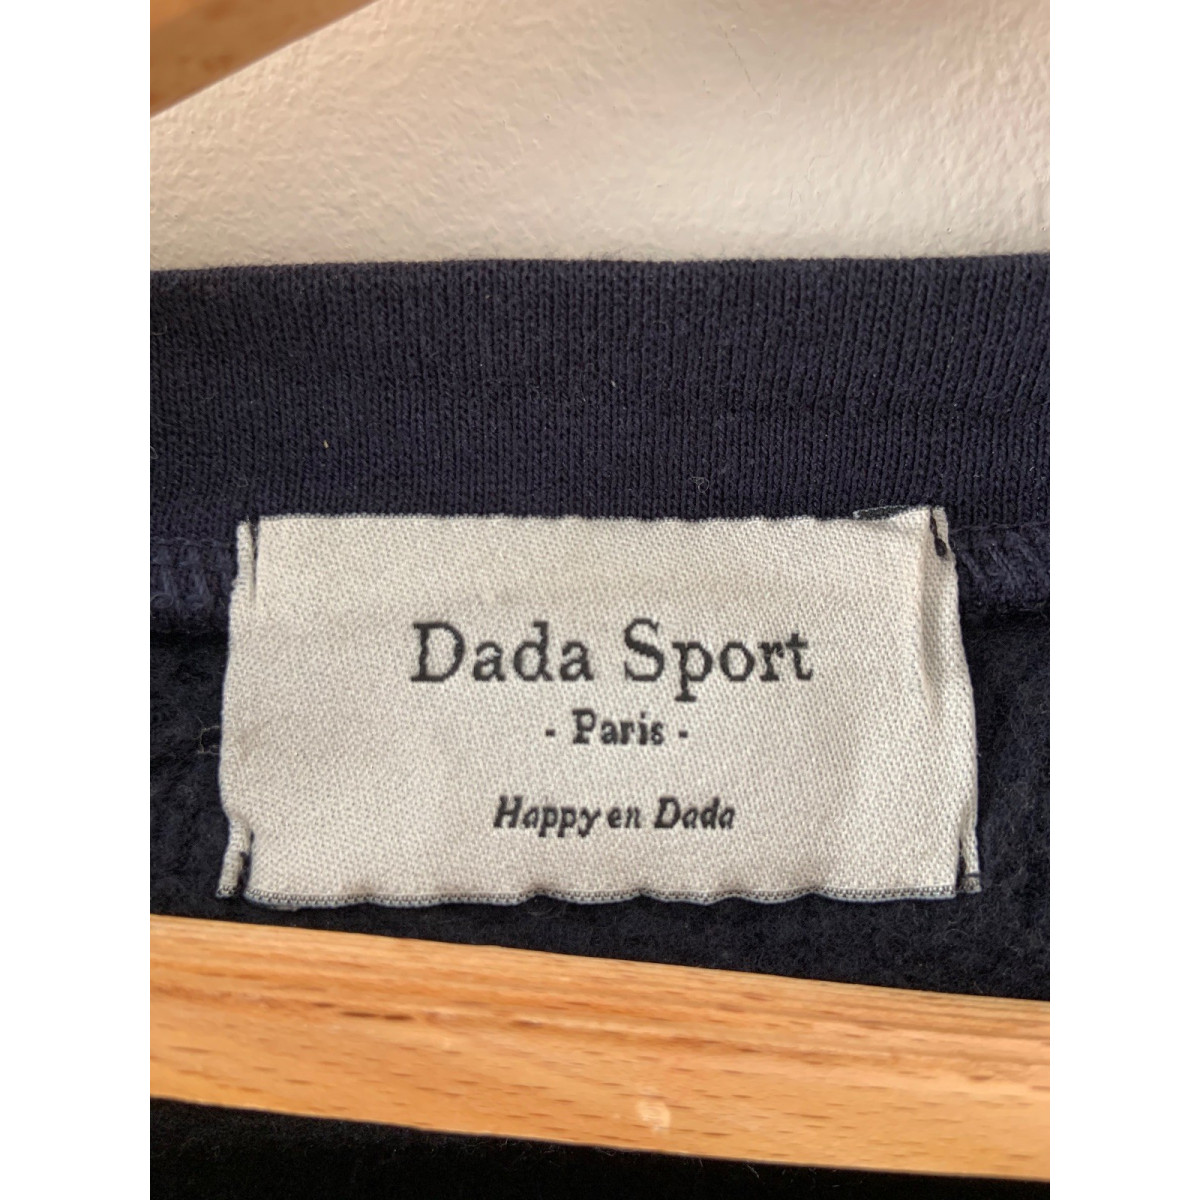 Dada Sport
- Paris -
Happy en Dada